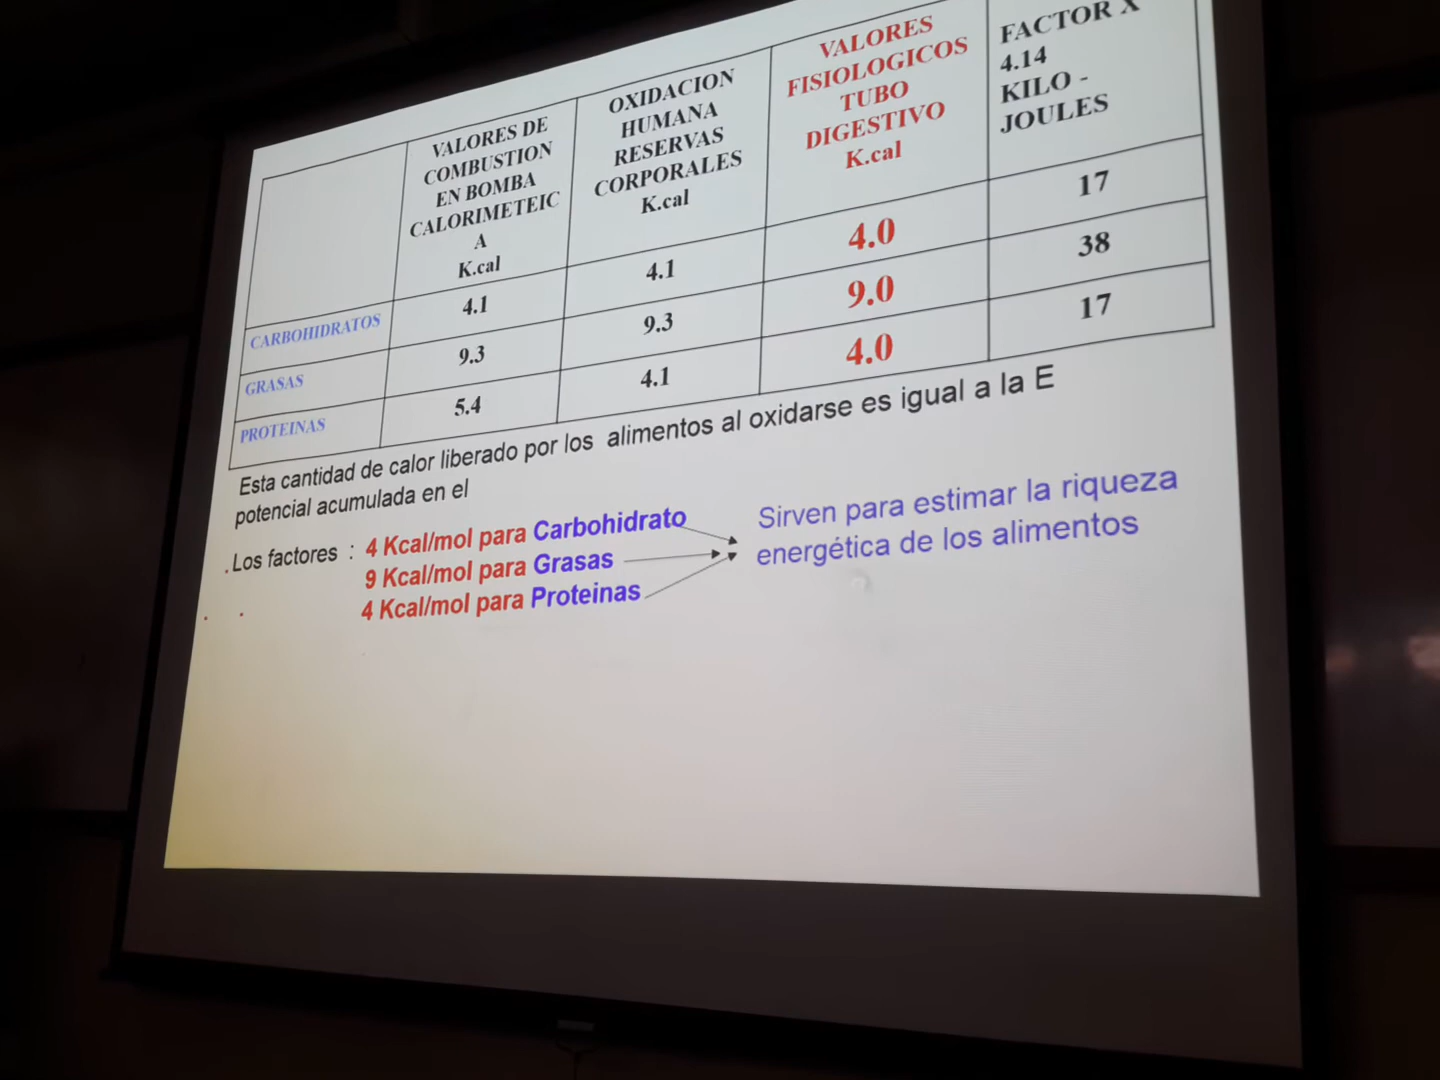 VALORES DE
COMBUSTION
EN BOMBA
CALORIMETEIC
A
K.cal
OXIDACION
HUMANA
RESERVAS
CORPORALES
K.cal
VALORES
FISIOLOGICOS
TUBO
DIGESTIVO
K.cal
FACTOR X
4.14
KILO -
JOULES
CARBOHIDRATOS 4.1 4.1 4.0 17
GRASAS 9.3 9.3 9.0 38
PROTEINAS 5.4 4.1 4.0 17
Esta cantidad de calor liberado por los alimentos al oxidarse es igual a la E
potencial acumulada en el
.Los factores : 4 Kcal/mol para Carbohidrato
9 Kcal/mol para Grasas
4 Kcal/mol para Proteinas
Sirven para estimar la riqueza
energética de los alimentos